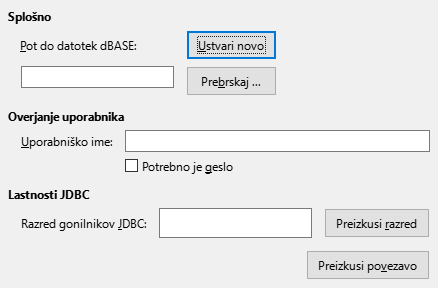 Splošno
Pot do datotek dBASE: Ustvari novo
Prebrskaj ...
Overjanje uporabnika
Uporabniško ime:
Potrebno je geslo
Lastnosti JDBC
Razred gonilnikov JDBC: Preizkusi razred
Preizkusi povezavo